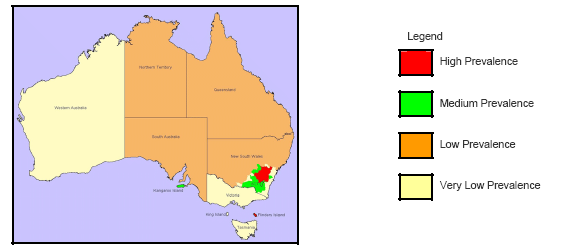 Legend
High Prevalence
Medium Prevalence
Low Prevalence
Very Low Prevalence
Northern Territory
Queensland
Western Australia
South Australia
New South Wales
Kangaroo Island
Victoria
King Island
Flinders Island
Tasmania